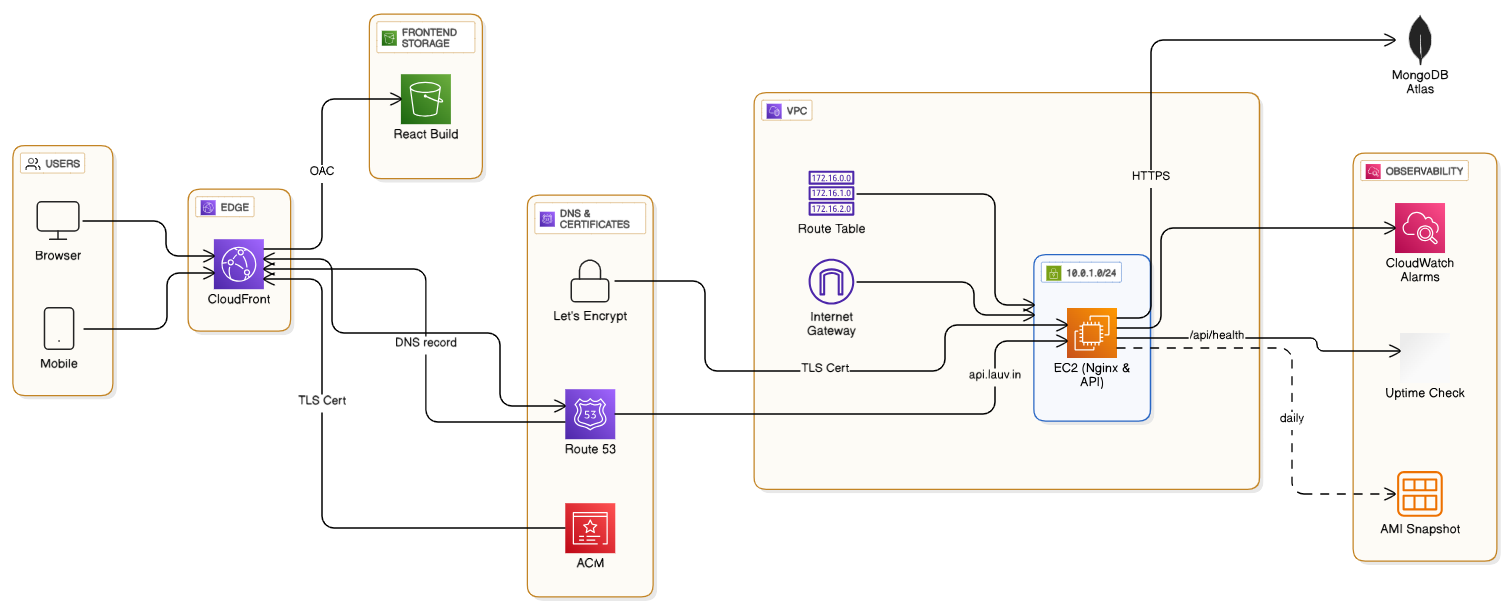 USERS
Browser
Mobile
EDGE
CloudFront
FRONTEND
STORAGE
React Build
OAC
DNS record
TLS Cert
DNS &
CERTIFICATES
Let's Encrypt
53
Route 53
ACM
VPC
172.16.0.0
172.16.1.0
172.16.2.0
Route Table
Internet
Gateway
TLS Cert
api.lauv.in
10.0.1.0/24
EC2 (Nginx &
API)
HTTPS
/api/health
daily
MongoDB
Atlas
OBSERVABILITY
CloudWatch
Alarms
Uptime Check
AMI Snapshot